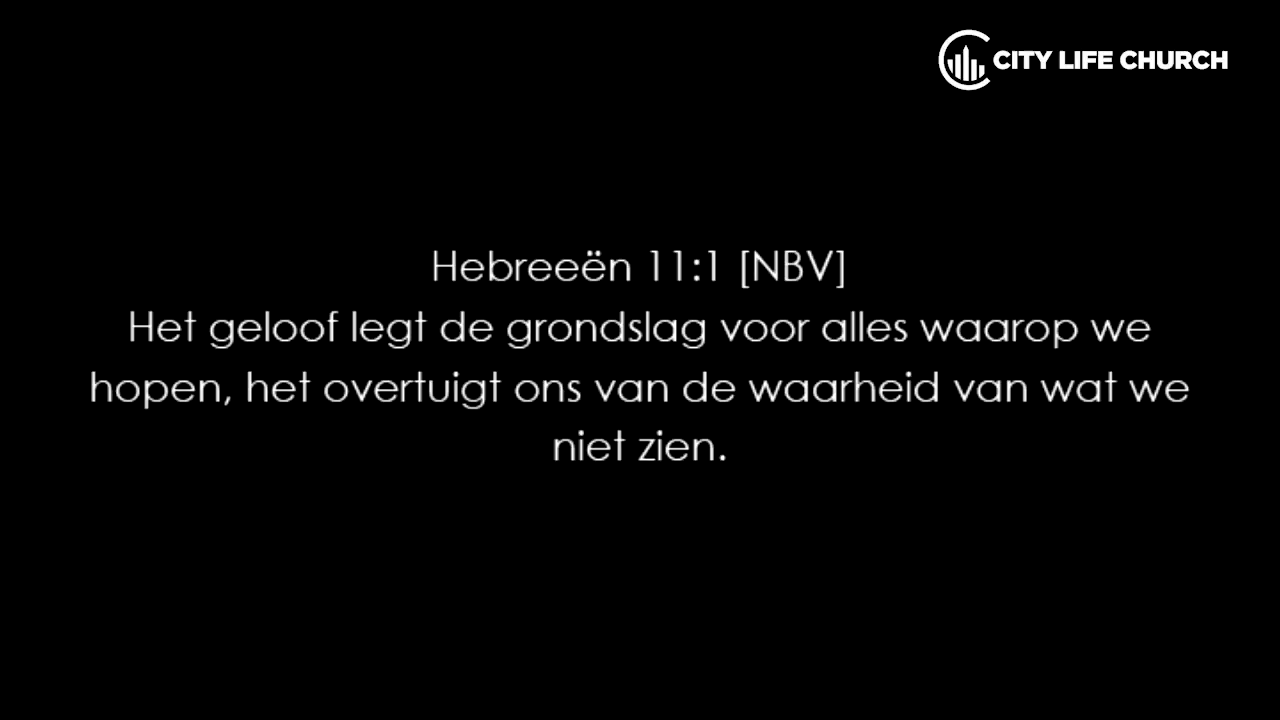 CITY LIFE CHURCH
Hebreeën 11:1 [NBV]
Het geloof legt de grondslag voor alles waarop we
hopen, het overtuigt ons van de waarheid van wat we
niet zien.